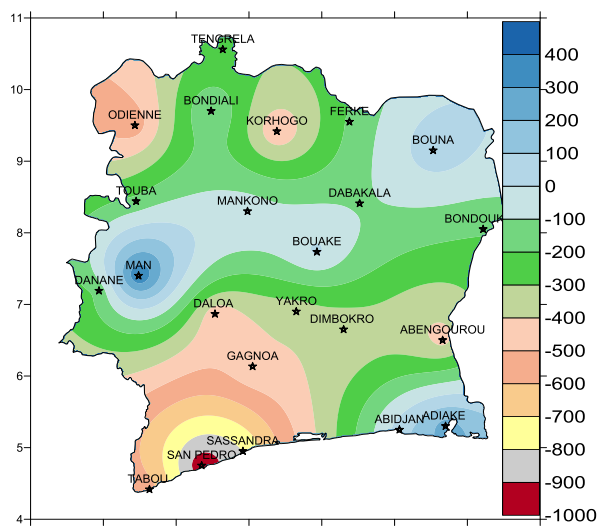 11
TENGRELA
400
10
300
BONDIALI
ODIENNE
200
FERKE
KORHOGO
100
BOUNA
9
0
TOUBA
DABAKALA
MANKONO
-100
BONDOUK
8
BOUAKE
-200
MAN
DANANE
-300
7
DALOA
YAKRO
-400
DIMBOKRO
ABENGOUROU
-500
GAGNOA
6
-600
-700
ABIDJAN
ADIAKE
5
SASSANDRA
-800
SAN PEDRO
TABOU
-900
4
-1000